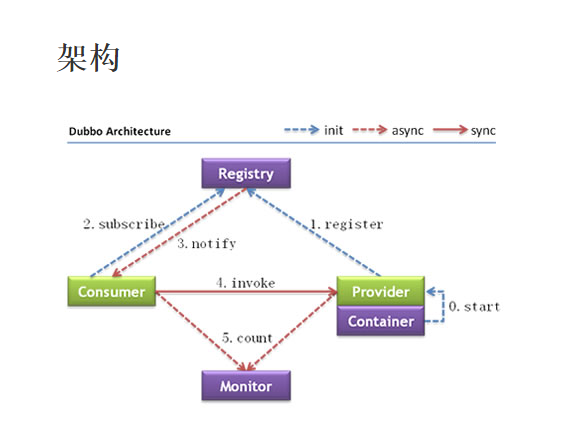 架构
Dubbo Architecture
init
async
sync
Registry
2. subscribe
1. register
3. notify
Consumer
4. invoke
Provider
Container
0. start
5. count
Monitor